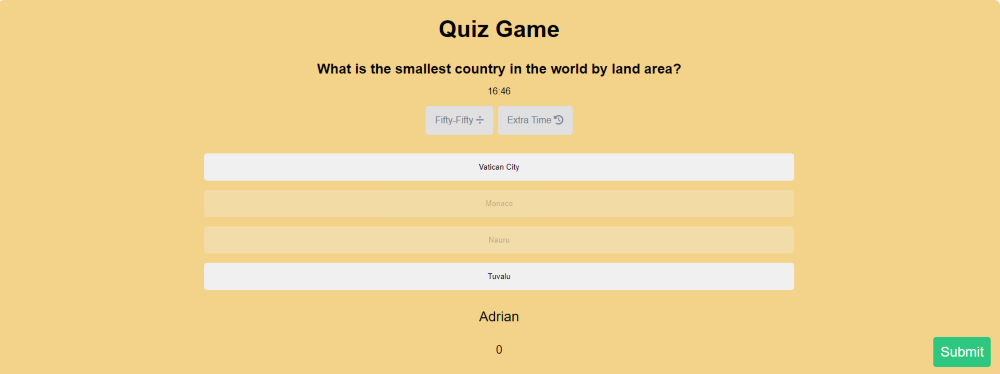 Quiz Game
What is the smallest country in the world by land area?
16:46
Fifty-Fifty Extra Time
Vatican City
Monaco
Nauru
Tuvalu
Adrian
0
Submit